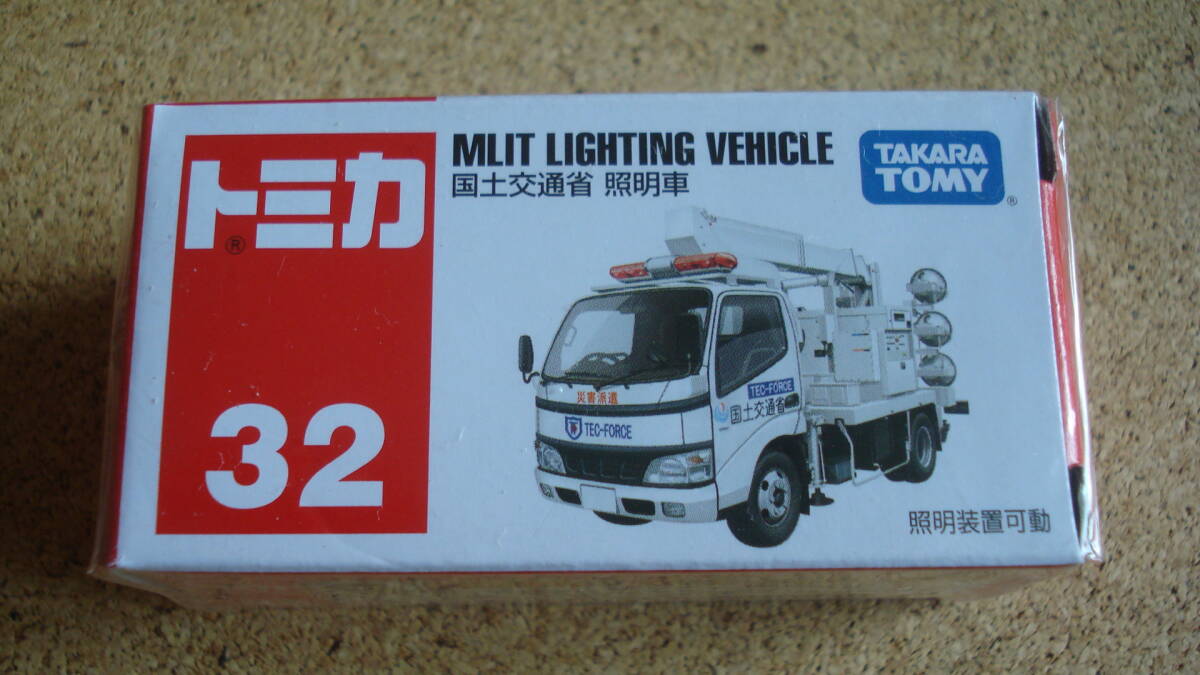 トミカ
®
32
MLIT LIGHTING VEHICLE
国土交通省 照明車
TAKARA
TOMY
®
災害派遣
TEC-FORCE
TEC-FORCE
国土交通省
照明装置可動